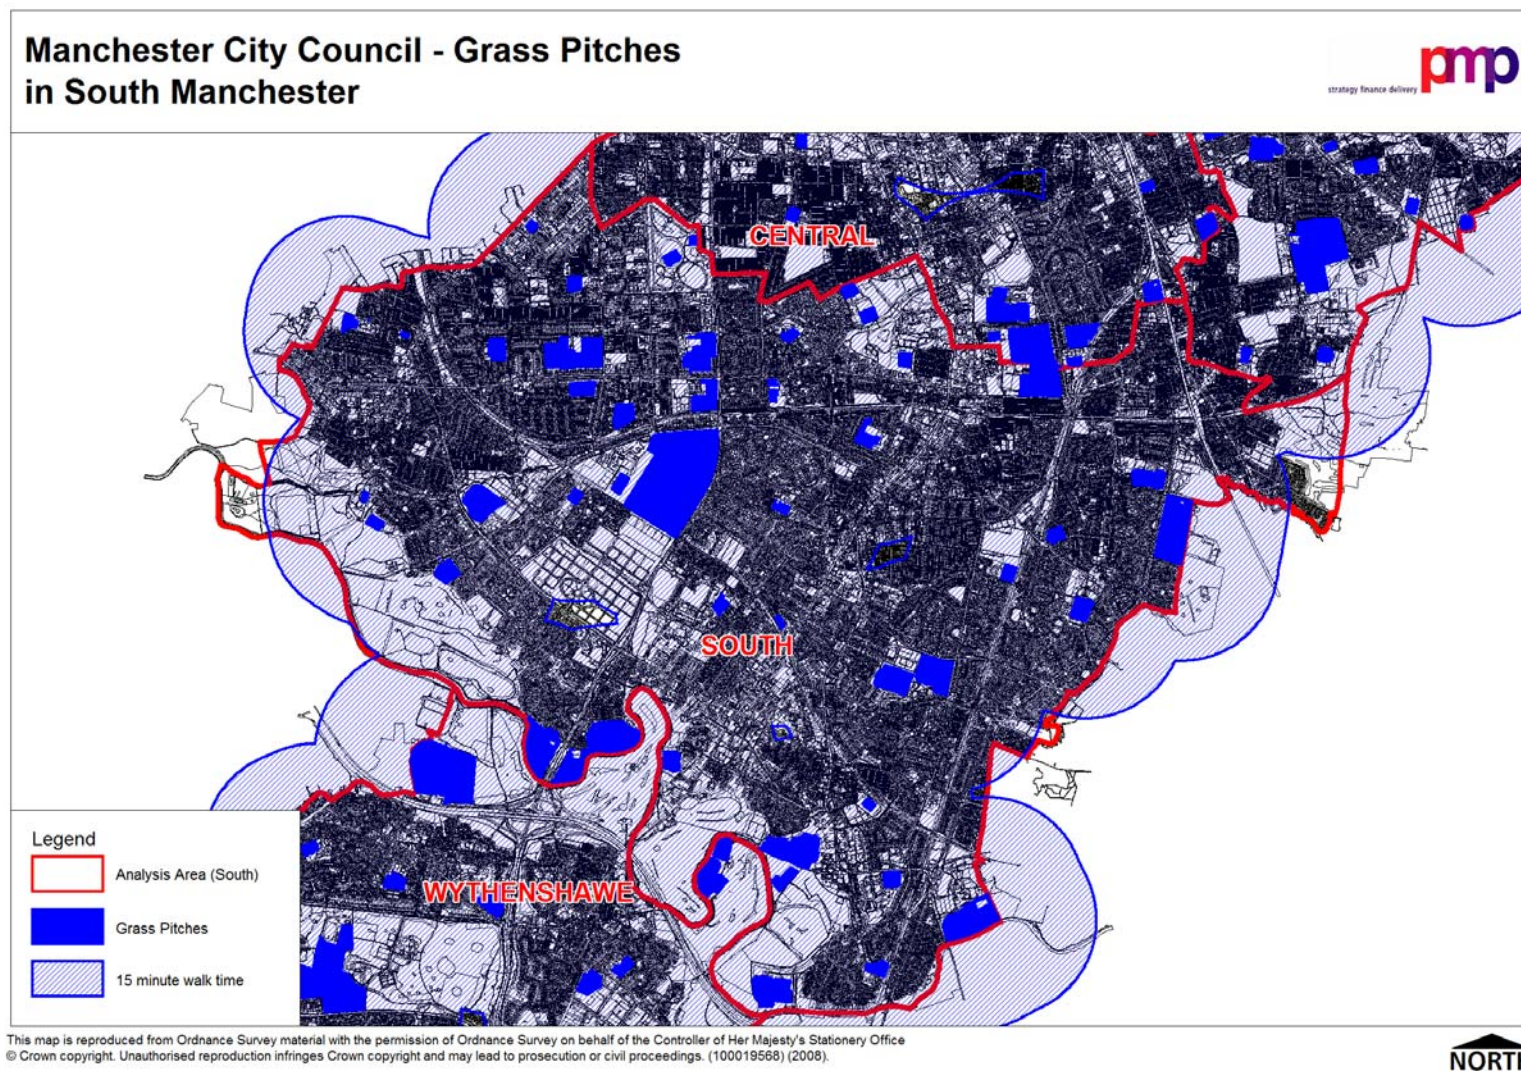 Manchester City Council - Grass Pitches
in South Manchester
pmp
strategy finance delivery
CENTRAL
SOUTH
WYTHENSHAWE
Legend
Analysis Area (South)
Grass Pitches
15 minute walk time
This map is reproduced from Ordnance Survey material with the permission of Ordnance Survey on behalf of the Controller of Her Majesty's Stationery Office
© Crown copyright. Unauthorised reproduction infringes Crown copyright and may lead to prosecution or civil proceedings. (100019568) (2008).
NORTH